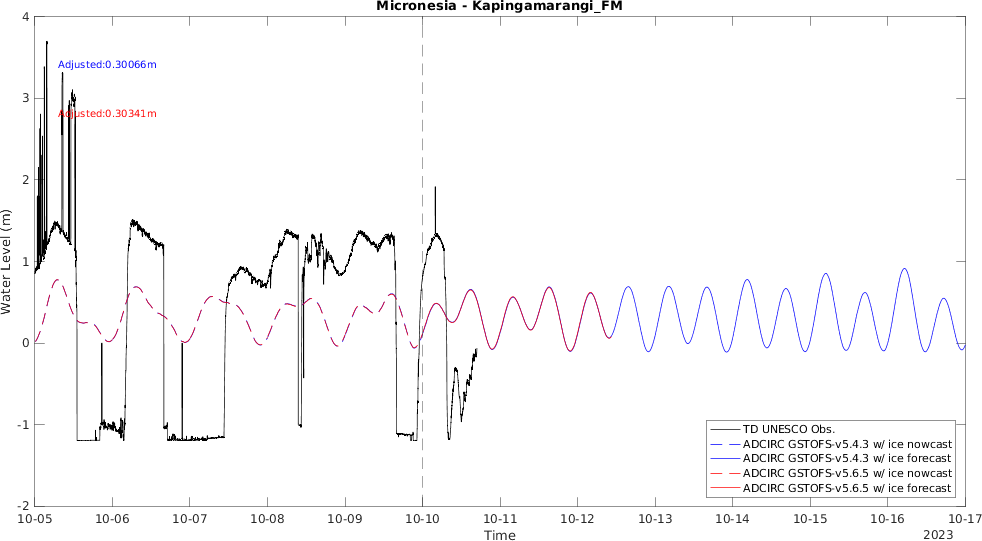 Micronesia - Kapingamarangi_FM
4
3
2
1
0
-1
-2
Water Level (m)
Adjusted:0.30066m
Adjusted:0.30341m
TD UNESCO Obs.
ADCIRC GSTOFS-v5.4.3 w/ ice nowcast
ADCIRC GSTOFS-v5.4.3 w/ ice forecast
ADCIRC GSTOFS-v5.6.5 w/ ice nowcast
ADCIRC GSTOFS-v5.6.5 w/ ice forecast
10-05 10-06 10-07 10-08 10-09 10-10 10-11 10-12 10-13 10-14 10-15 10-16 10-17
Time
2023